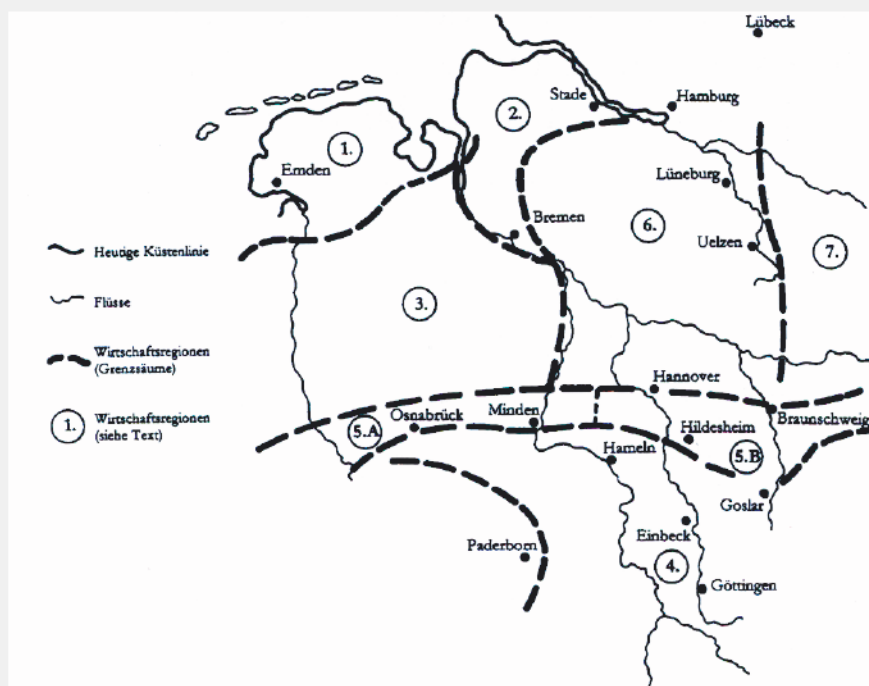 Lübeck
Stade
Hamburg
2.
1.
Emden
Lüneburg
Bremen
6.
Uelzen
7.
Heutige Küstenlinie
Flüsse
3.
Wirtschaftsregionen
(Grenzsäume)
Hannover
1.
Wirtschaftsregionen
(siehe Text)
Osnabrück
Minden
Braunschweig
5.A
Hildesheim
Hameln
5.B
Goslar
Einbeck
Paderborn
4.
Göttingen